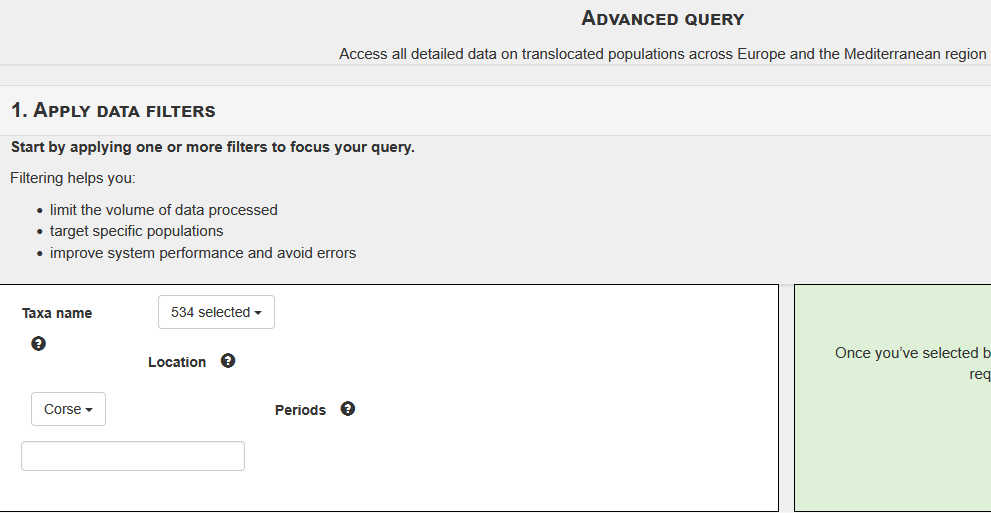 ADVANCED QUERY
Access all detailed data on translocated populations across Europe and the Mediterranean region
1. APPLY DATA FILTERS
Start by applying one or more filters to focus your query.
Filtering helps you:
• limit the volume of data processed
• target specific populations
• improve system performance and avoid errors
Taxa name 534 selected
?
Location ?
Once you've selected b
req
Corse
Periods ?